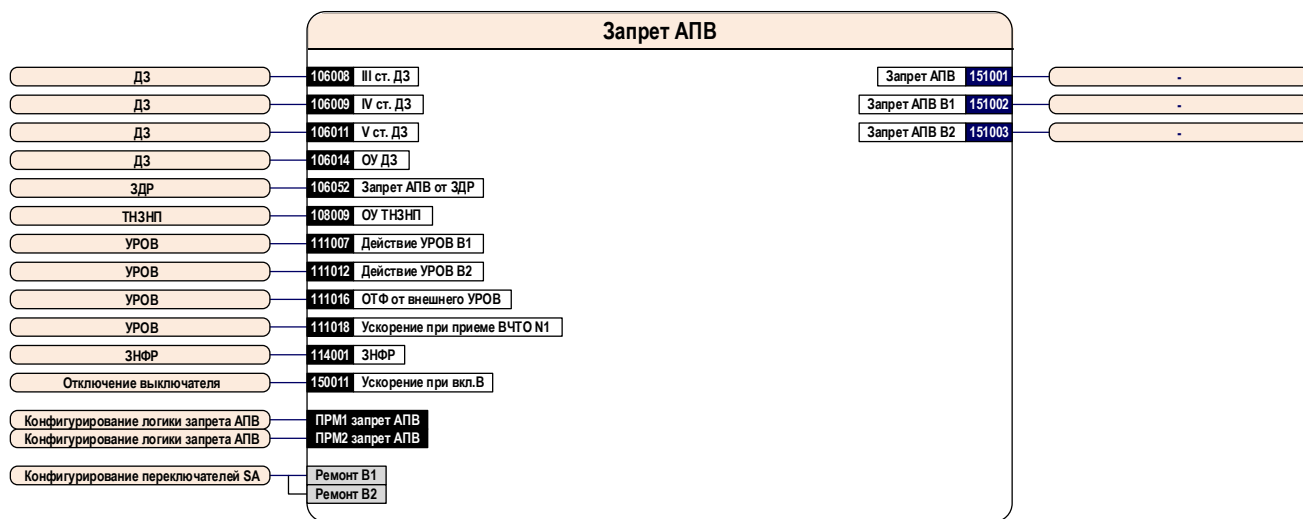 Запрет АПВ
ДЗ 106008 III ст. ДЗ Запрет АПВ 151001 -
ДЗ 106009 IV ст. ДЗ Запрет АПВ В1 151002 -
ДЗ 106011 V ст. ДЗ Запрет АПВ В2 151003 -
ДЗ 106014 ОУ ДЗ
ЗДР 106052 Запрет АПВ от ЗДР
ТНЗНП 108009 ОУ ТНЗНП
УРОВ 111007 Действие УРОВ В1
УРОВ 111012 Действие УРОВ В2
УРОВ 111016 ОТФ от внешнего УРОВ
УРОВ 111018 Ускорение при приеме ВЧТО N1
ЗНФР 114001 ЗНФР
Отключение выключателя 150011 Ускорение при вкл.В
Конфигурирование логики запрета АПВ ПРМ1 запрет АПВ
Конфигурирование логики запрета АПВ ПРМ2 запрет АПВ
Конфигурирование переключателей SA Ремонт В1
Ремонт В2